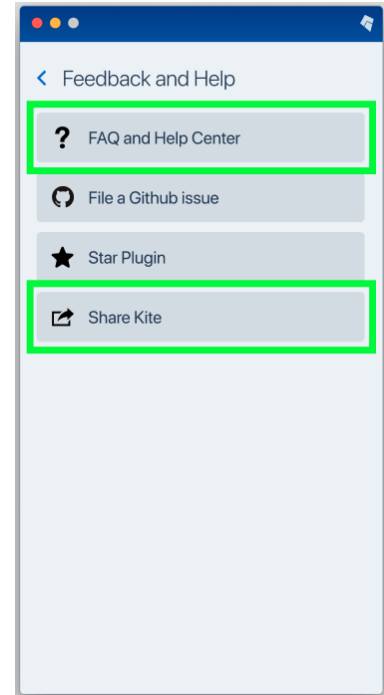 Feedback and Help
FAQ and Help Center
File a Github issue
Star Plugin
Share Kite